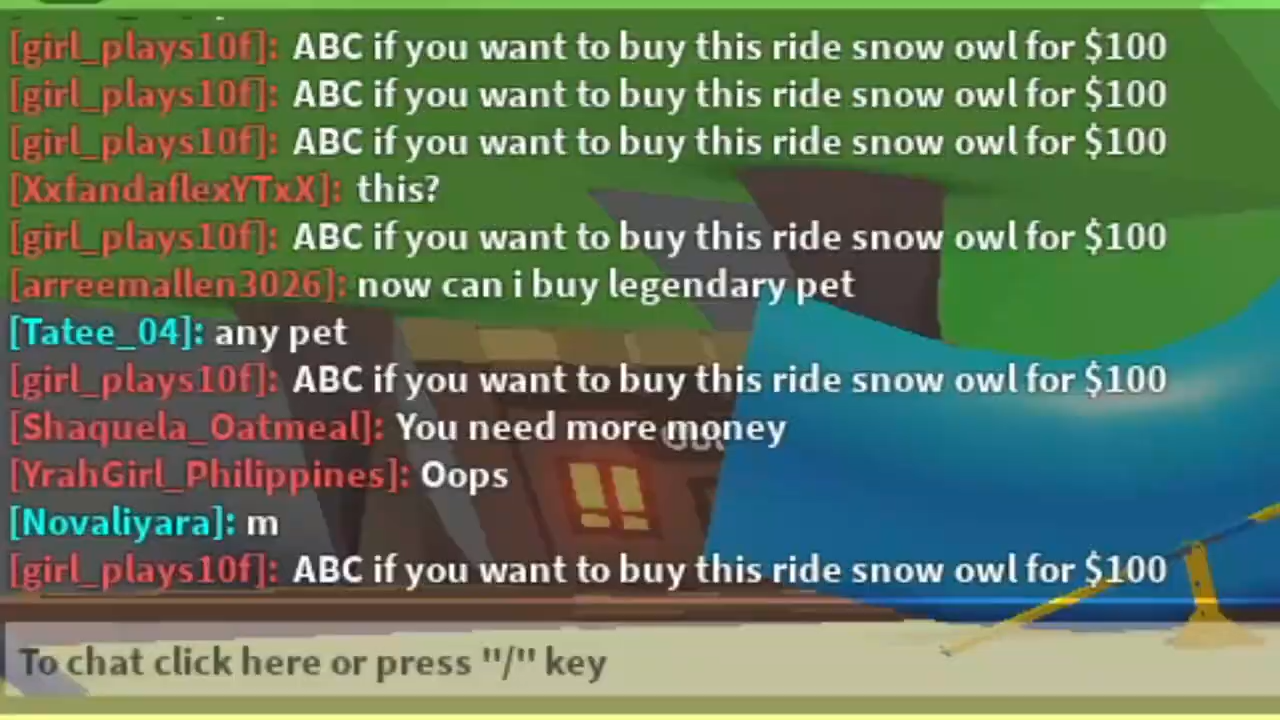 [girl_plays10f]: ABC if you want to buy this ride snow owl for $100
[girl_plays10f]: ABC if you want to buy this ride snow owl for $100
[girl_plays10f]: ABC if you want to buy this ride snow owl for $100
[XxfandaflexYTxX]: this?
[girl_plays10f]: ABC if you want to buy this ride snow owl for $100
[arreemallen3026]: now can i buy legendary pet
[Tatee_04]: any pet
[girl_plays10f]: ABC if you want to buy this ride snow owl for $100
[Shaquela_Oatmeal]: You need more money
[YrahGirl_Philippines]: Oops
[Novaliyara]: m
[girl_plays10f]: ABC if you want to buy this ride snow owl for $100
To chat click here or press "/" key